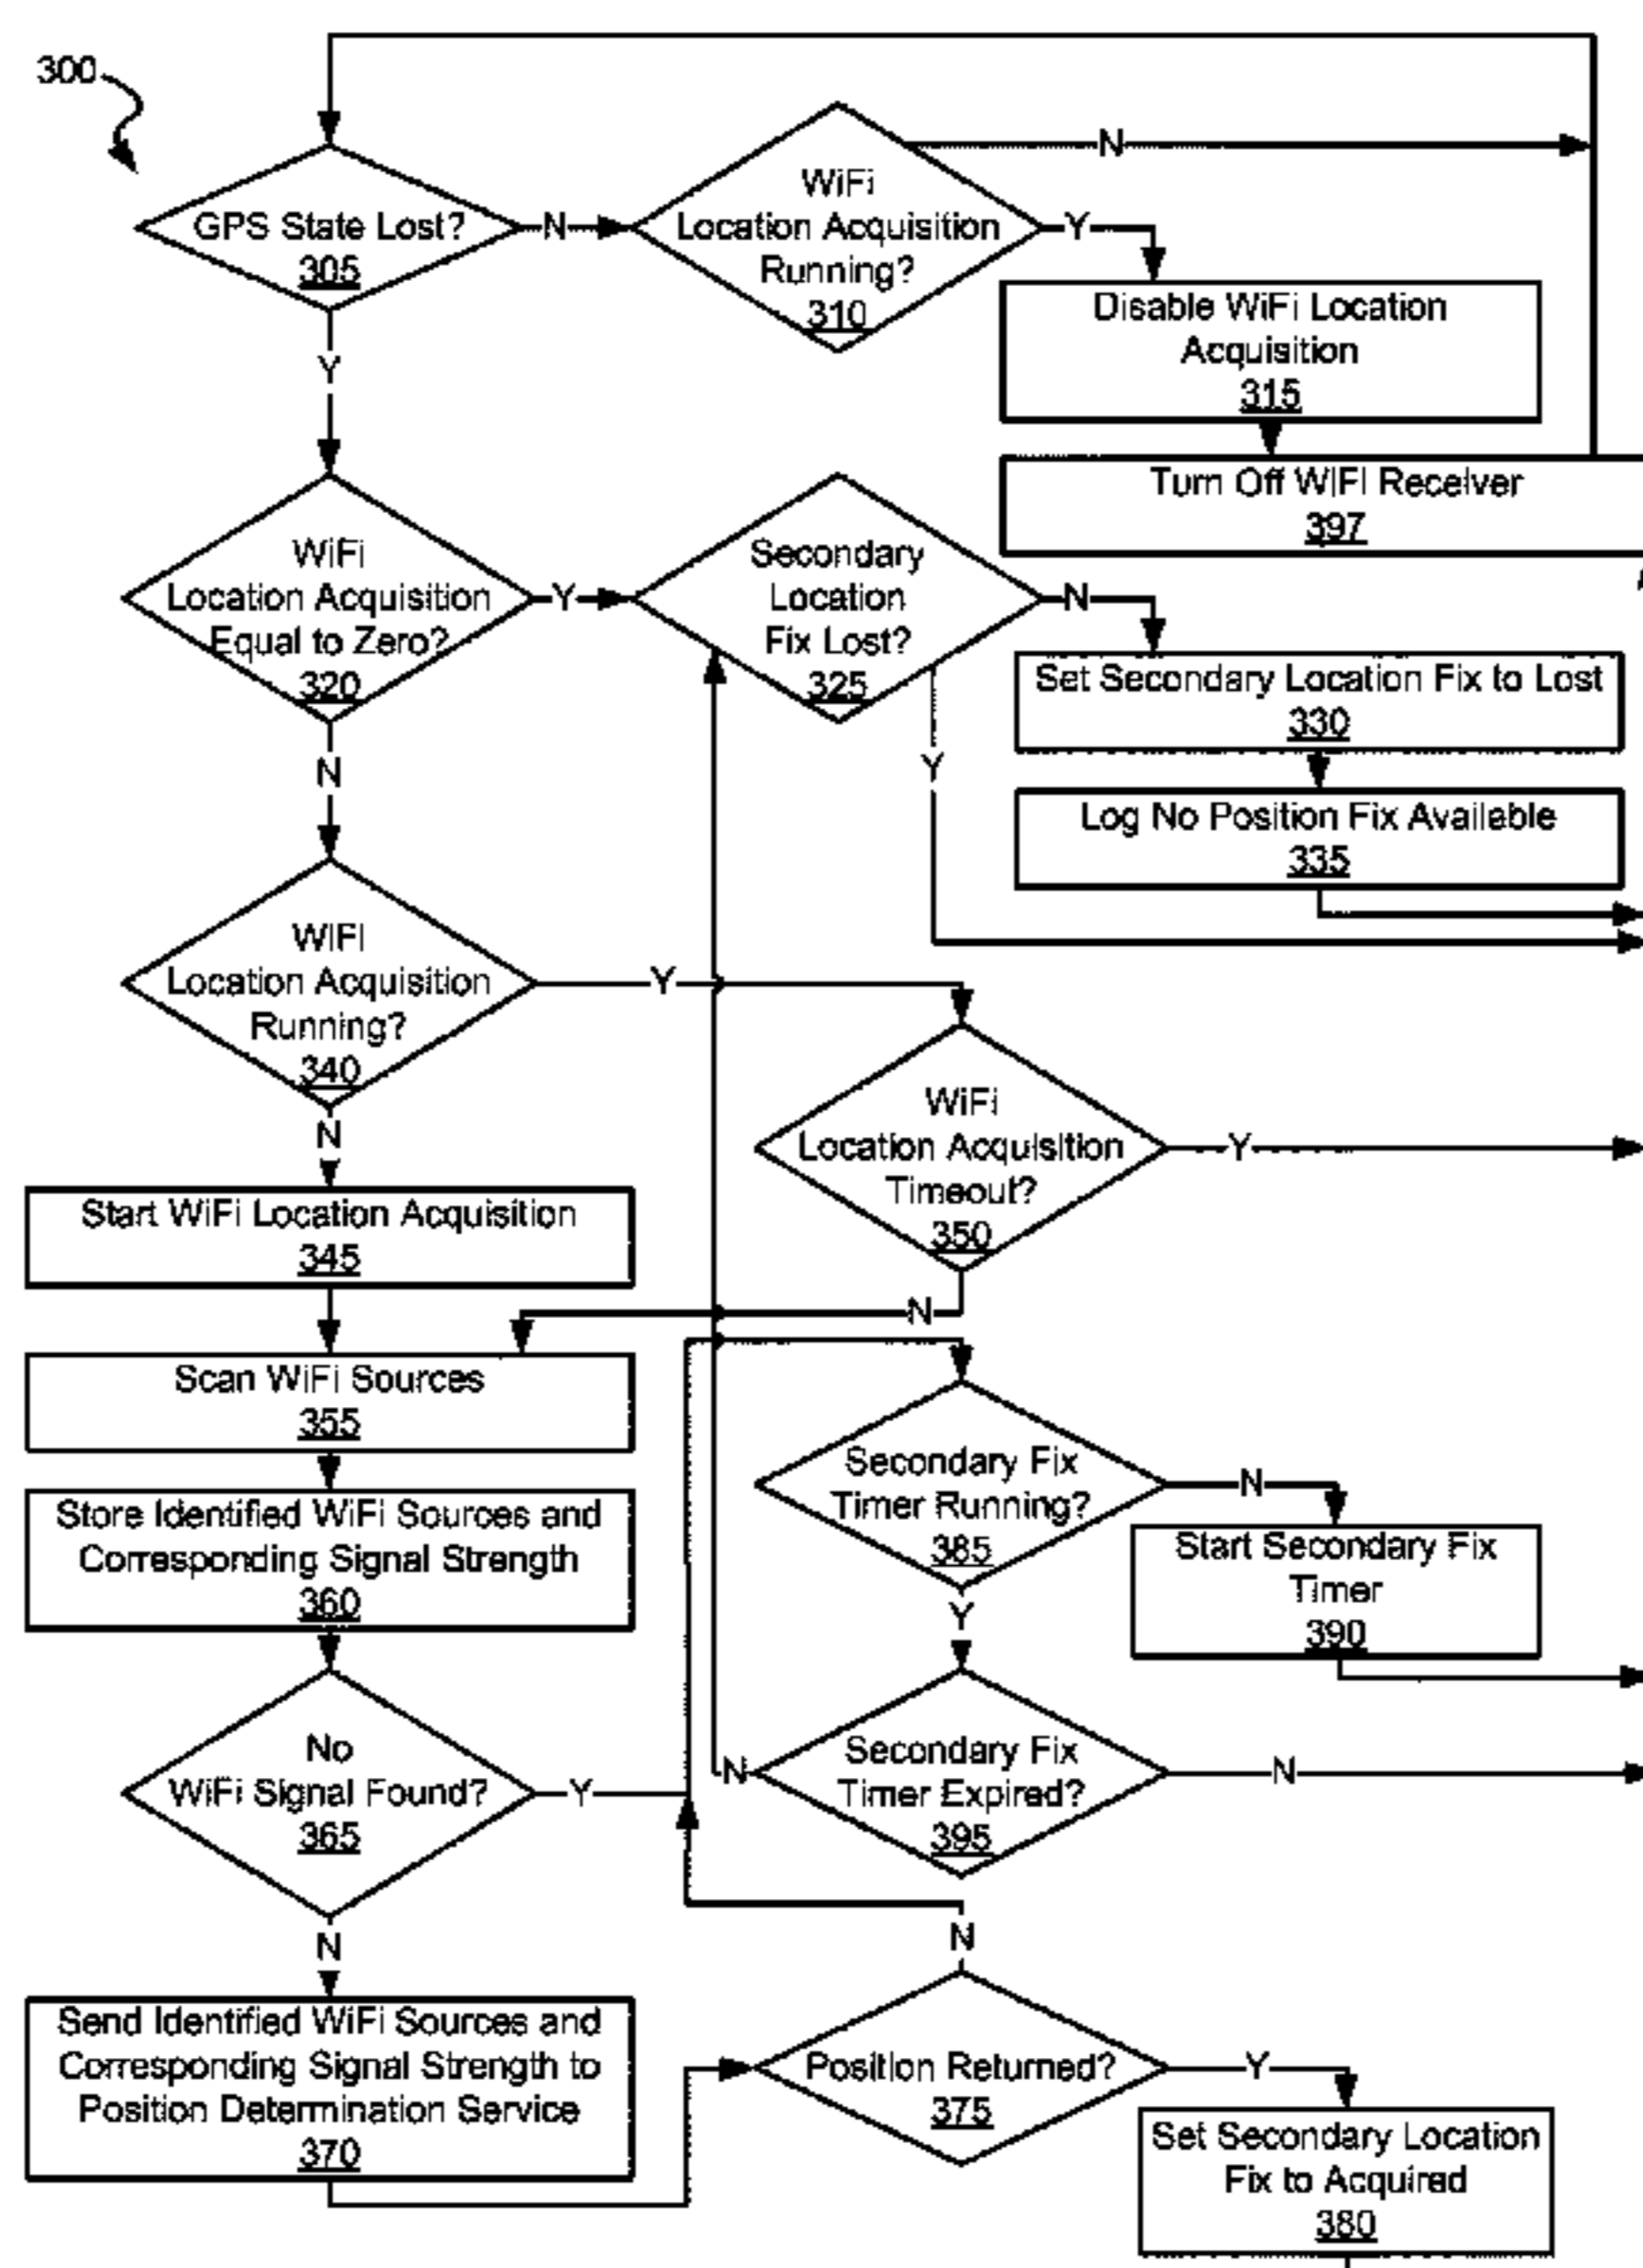 300
GPS State Lost?
305
N
WiFi
Location Acquisition
Running?
310
N
Y
Disable WiFi Location
Acquisition
315
Turn Off WIFI Receiver
397
Y
WiFi
Location Acquisition
Equal to Zero?
320
Y
Secondary
Location
Fix Lost?
325
N
Set Secondary Location Fix to Lost
330
Y
Log No Position Fix Available
335
N
WIFI
Location Acquisition
Running?
340
Y
WiFi
Location Acquisition
Timeout?
350
Y
N
N
Start WiFi Location Acquisition
345
Scan WiFi Sources
355
Store Identified WiFi Sources and
Corresponding Signal Strength
360
Secondary Fix
Timer Running?
385
N
Start Secondary Fix
Timer
390
Y
No
WiFi Signal Found?
365
Y
N
Secondary Fix
Timer Expired?
395
N
N
N
Send Identified WiFi Sources and
Corresponding Signal Strength to
Position Determination Service
370
Position Returned?
375
Y
Set Secondary Location
Fix to Acquired
380